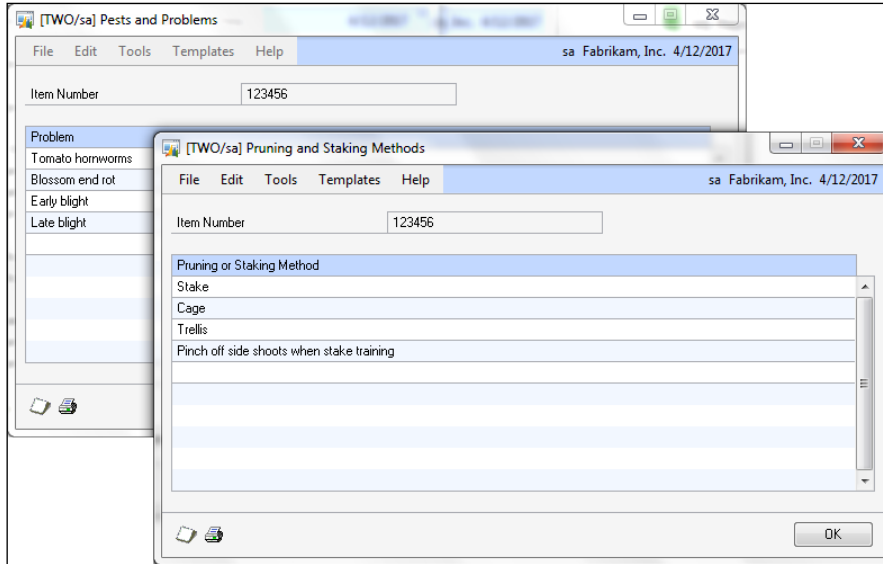 [TWO/sa] Pests and Problems
File Edit Tools Templates Help sa Fabrikam, Inc. 4/12/2017
Item Number 123456
Problem
Tomato hornworms
Blossom end rot
Early blight
Late blight
[TWO/sa] Pruning and Staking Methods
File Edit Tools Templates Help sa Fabrikam, Inc. 4/12/2017
Item Number 123456
Pruning or Staking Method
Stake
Cage
Trellis
Pinch off side shoots when stake training
OK